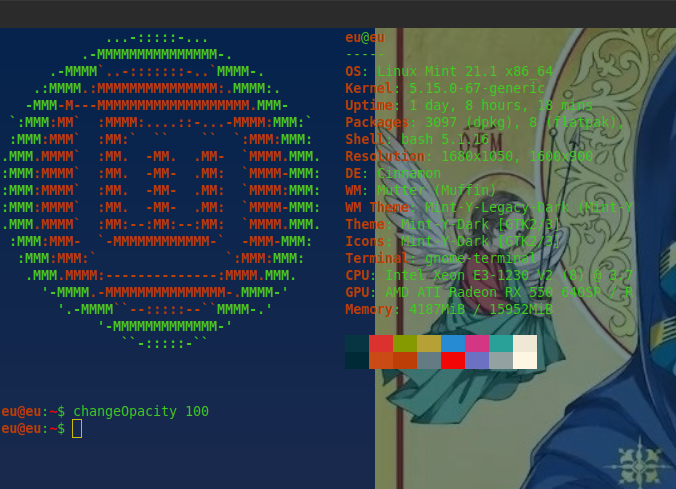 eu@eu
-----
OS: Linux Mint 21.1 x86_64
Kernel: 5.15.0-67-generic
Uptime: 1 day, 8 hours, 13 mins
Packages: 3097 (dpkg), 8 (flatpak),
Shell: bash 5.1.16
Resolution: 1680x1050, 1600x900
DE: Cinnamon
WM: Mutter (Muffin)
WM Theme: Mint-Y-Legacy-Dark (Mint-Y
Theme: Mint-Y-Dark [GTK2/3]
Icons: Mint-Y-Dark [GTK2/3]
Terminal: gnome-terminal
CPU: Intel Xeon E3-1230 V2 (8) @ 3.7
GPU: AMD ATI Radeon RX 550 640SP / R
Memory: 4187MiB / 15952MiB
eu@eu:~$ changeOpacity 100
eu@eu:~$